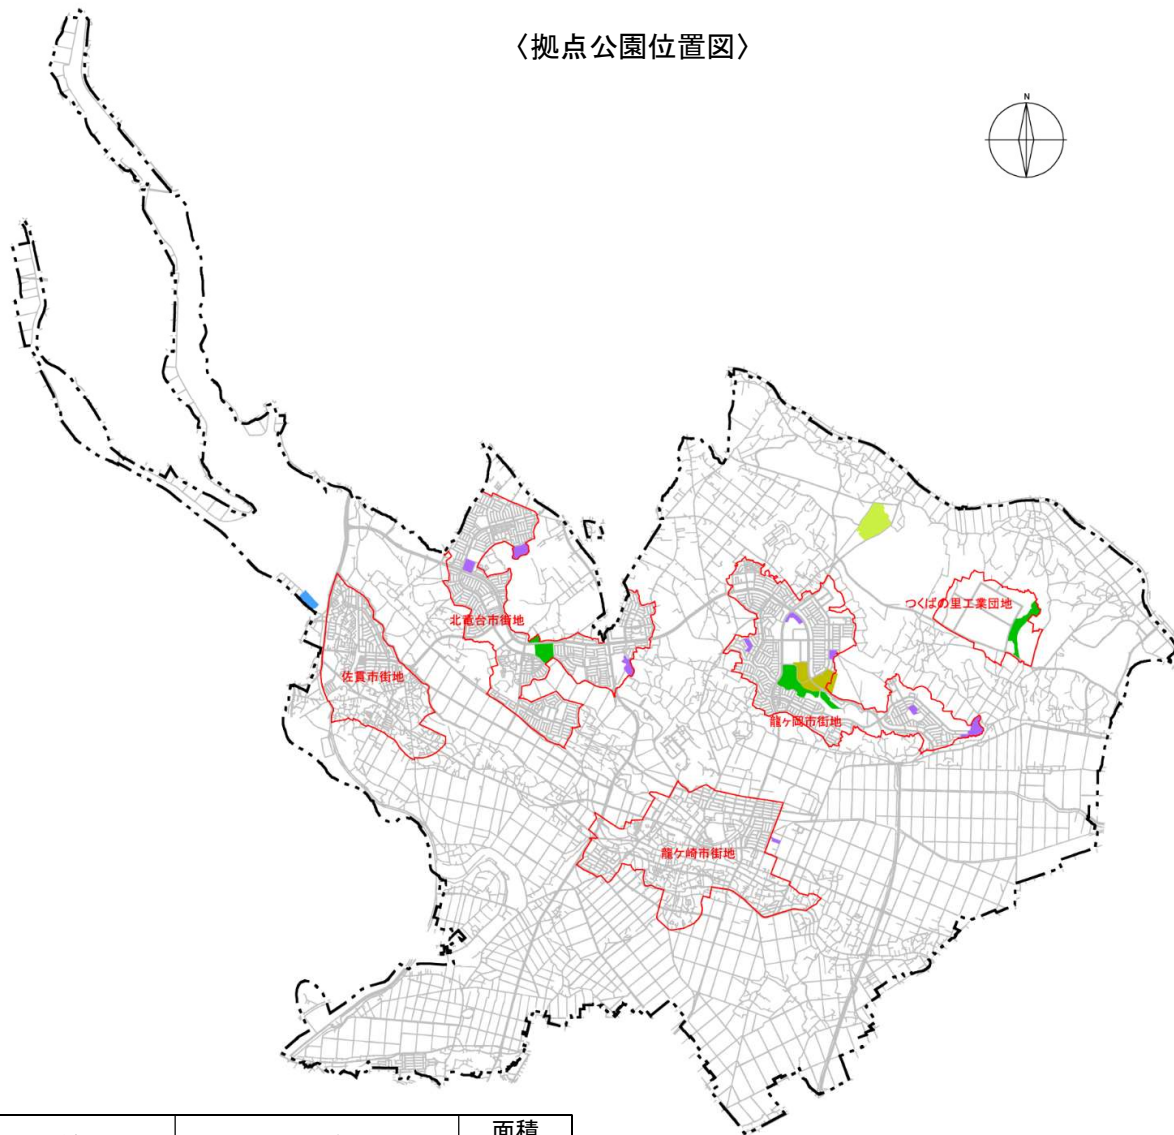 〈拠点公園位置図〉
N
つくばの里工業団地
北竜台市街地
佐貫市街地
龍ヶ岡市街地
龍ケ崎市街地
面積